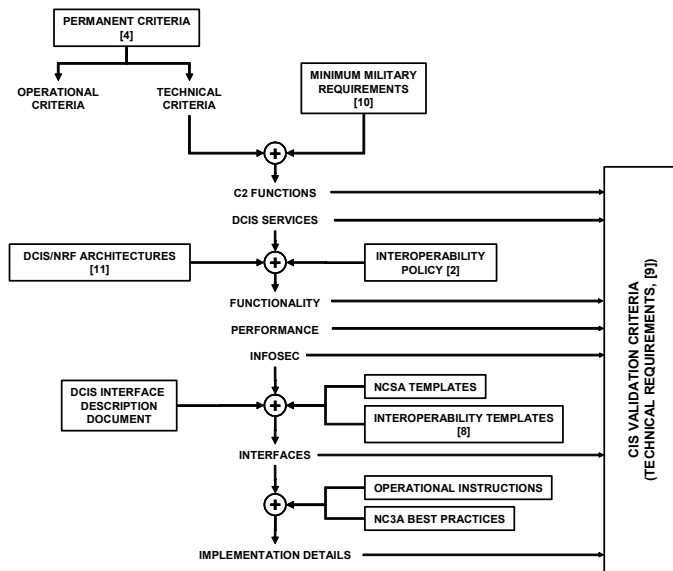 PERMANENT CRITERIA
[4]
OPERATIONAL
CRITERIA
TECHNICAL
CRITERIA
MINIMUM MILITARY
REQUIREMENTS
[10]
C2 FUNCTIONS
DCIS SERVICES
DCIS/NRF ARCHITECTURES
[11]
INTEROPERABILITY
POLICY [2]
FUNCTIONALITY
PERFORMANCE
INFOSEC
DCIS INTERFACE
DESCRIPTION
DOCUMENT
NCSA TEMPLATES
INTEROPERABILITY TEMPLATES
[8]
INTERFACES
OPERATIONAL INSTRUCTIONS
NC3A BEST PRACTICES
IMPLEMENTATION DETAILS
CIS VALIDATION CRITERIA
(TECHNICAL REQUIREMENTS, [9])